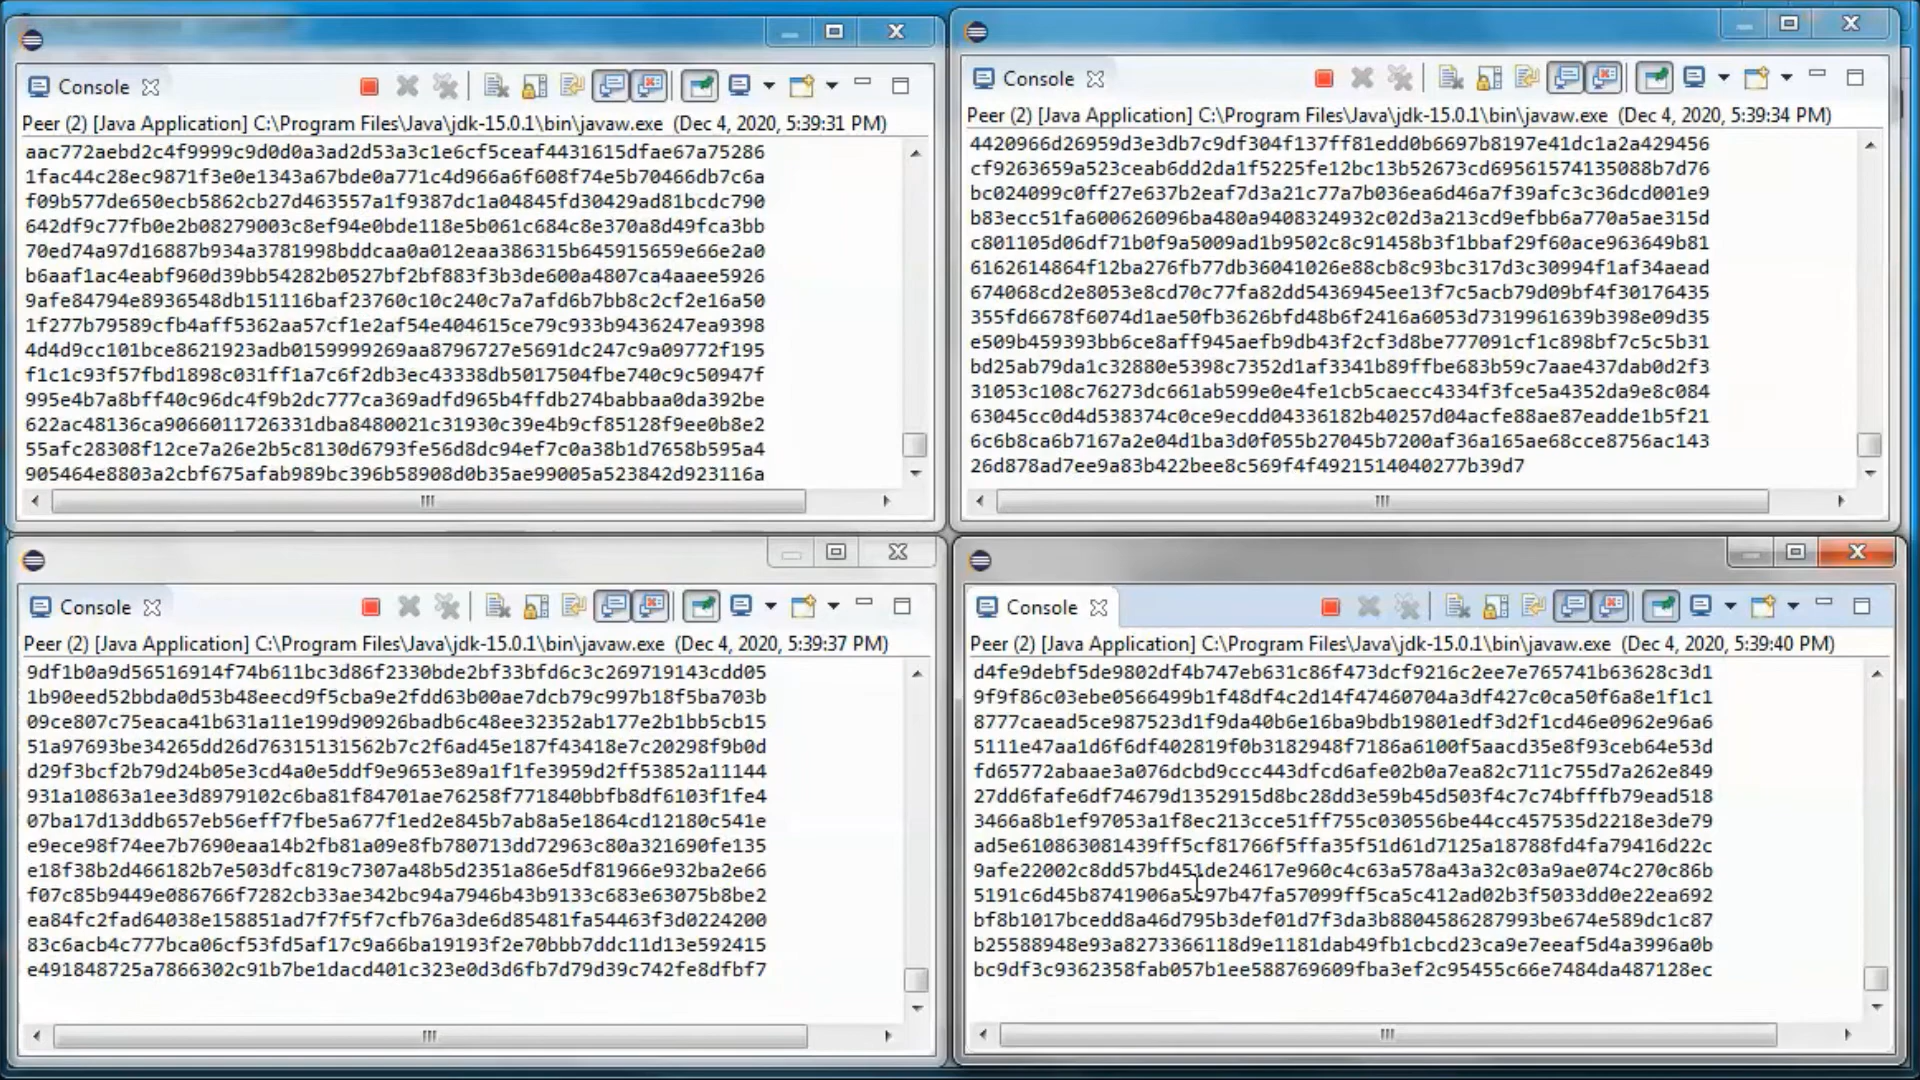 Console
Peer (2) [Java Application] C:\Program Files\Java\jdk-15.0.1\bin\javaw.exe (Dec 4, 2020, 5:39:31 PM)
aac772aebd2c4f9999c9d0d0a3ad2d53a3c1e6cf5ceaf4431615dfae67a75286
1fac44c28ec9871f3e0e1343a67bde0a771c4d966a6f608f74e5b70466db7c6a
f09b577de650ecb5862cb27d463557a1f9387dc1a04845fd30429ad81bcdc790
642df9c77fb0e2b08279003c8ef94e0bde118e5b061c684c8e370a8d49fca3bb
70ed74a97d16887b934a3781998bddcaa0a012eaa386315b645915659e66e2a0
b6aaf1ac4eabf960d39bb54282b0527bf2bf883f3b3de600a4807ca4aaee5926
9afe84794e8936548db151116baf23760c10c240c7a7afd6b7bb8c2cf2e16a50
1f277b79589cfb4aff5362aa57cf1e2af54e404615ce79c933b9436247ea9398
4d4d9cc101bce8621923adb0159999269aa8796727e5691dc247c9a09772f195
f1c1c93f57fbd1898c031ff1a7c6f2db3ec43338db5017504fbe740c9c50947f
995e4b7a8bff40c96dc4f9b2dc777ca369adfd965b4ffdb274babbaa0da392be
622ac48136ca9066011726331dba8480021c31930c39e4b9cf85128f9ee0b8e2
55afc28308f12ce7a26e2b5c8130d6793fe56d8dc94ef7c0a38b1d7658b595a4
905464e8803a2cbf675afab989bc396b58908d0b35ae99005a523842d923116a
Console
Peer (2) [Java Application] C:\Program Files\Java\jdk-15.0.1\bin\javaw.exe (Dec 4, 2020, 5:39:34 PM)
4420966d26959d3e3db7c9df304f137ff81edd0b6697b8197e41dc1a2a429456
cf9263659a523ceab6dd2da1f5225fe12bc13b52673cd69561574135088b7d76
bc024099c0ff27e637b2eaf7d3a21c77a7b036ea6d46a7f39afc3c36dcd001e9
b83ecc51fa600626096ba480a9408324932c02d3a213cd9efbb6a770a5ae315d
c801105d06df71b0f9a5009ad1b9502c8c91458b3f1bbaf29f60ace963649b81
6162614864f12ba276fb77db36041026e88cb8c93bc317d3c30994f1af34aead
674068cd2e8053e8cd70c77fa82dd5436945ee13f7c5acb79d09bf4f30176435
355fd6678f6074d1ae50fb3626bfd48b6f2416a6053d7319961639b398e09d35
e509b459393bb6ce8aff945aefb9db43f2cf3d8be777091cf1c898bf7c5c5b31
bd25ab79da1c32880e5398c7352d1af3341b89ffbe683b59c7aae437dab0d2f3
31053c108c76273dc661ab599e0e4fe1cb5caecc4334f3fce5a4352da9e8c084
63045cc0d4d538374c0ce9ecdd04336182b40257d04acfe88ae87eadde1b5f21
6c6b8ca6b7167a2e04d1ba3d0f055b27045b7200af36a165ae68cce8756ac143
26d878ad7ee9a83b422bee8c569f4f4921514040277b39d7
Console
Peer (2) [Java Application] C:\Program Files\Java\jdk-15.0.1\bin\javaw.exe (Dec 4, 2020, 5:39:37 PM)
9df1b0a9d56516914f74b611bc3d86f2330bde2bf33bfd6c3c269719143cdd05
1b90eed52bbda0d53b48eecd9f5cba9e2fdd63b00ae7dcb79c997b18f5ba703b
09ce807c75eaca41b631a11e199d90926badb6c48ee32352ab177e2b1bb5cb15
51a97693be34265dd26d76315131562b7c2f6ad45e187f43418e7c20298f9b0d
d29f3bcf2b79d24b05e3cd4a0e5ddf9e9653e89a1f1fe3959d2ff53852a11144
931a10863a1ee3d8979102c6ba81f84701ae76258f771840bbfb8df6103f1fe4
07ba17d13ddb657eb56eff7fbe5a677f1ed2e845b7ab8a5e1864cd12180c541e
e9ece98f74ee7b7690eaa14b2fb81a09e8fb780713dd72963c80a321690fe135
e18f38b2d466182b7e503dfc819c7307a48b5d2351a86e5df81966e932ba2e66
f07c85b9449e086766f7282cb33ae342bc94a7946b43b9133c683e63075b8be2
ea84fc2fad64038e158851ad7f7f5f7cfb76a3de6d85481fa54463f3d0224200
83c6acb4c777bca06cf53fd5af17c9a66ba19193f2e70bbb7ddc11d13e592415
e491848725a7866302c91b7be1dacd401c323e0d3d6fb7d79d39c742fe8dfbf7
Console
Peer (2) [Java Application] C:\Program Files\Java\jdk-15.0.1\bin\javaw.exe (Dec 4, 2020, 5:39:40 PM)
d4fe9debf5de9802df4b747eb631c86f473dcf9216c2ee7e765741b63628c3d1
9f9f86c03ebe0566499b1f48df4c2d14f47460704a3df427c0ca50f6a8e1f1c1
8777caead5ce987523d1f9da40b6e16ba9bdb19801edf3d2f1cd46e0962e96a6
5111e47aa1d6f6df402819f0b3182948f7186a6100f5aacd35e8f93ceb64e53d
fd65772abaae3a076dcbd9ccc443dfcd6afe02b0a7ea82c711c755d7a262e849
27dd6fafe6df74679d1352915d8bc28dd3e59b45d503f4c7c74bfffb79ead518
3466a8b1ef97053a1f8ec213cce51ff755c030556be44cc457535d2218e3de79
ad5e610863081439ff5cf81766f5ffa35f51d61d7125a18788fd4fa79416d22c
9afe22002c8dd57bd451de24617e960c4c63a578a43a32c03a9ae074c270c86b
5191c6d45b8741906a5c97b47fa57099ff5ca5c412ad02b3f5033dd0e22ea692
bf8b1017bcedd8a46d795b3def01d7f3da3b8804586287993be674e589dc1c87
b25588948e93a8273366118d9e1181dab49fb1cbcd23ca9e7eeaf5d4a3996a0b
bc9df3c9362358fab057b1ee588769609fba3ef2c95455c66e7484da487128ec